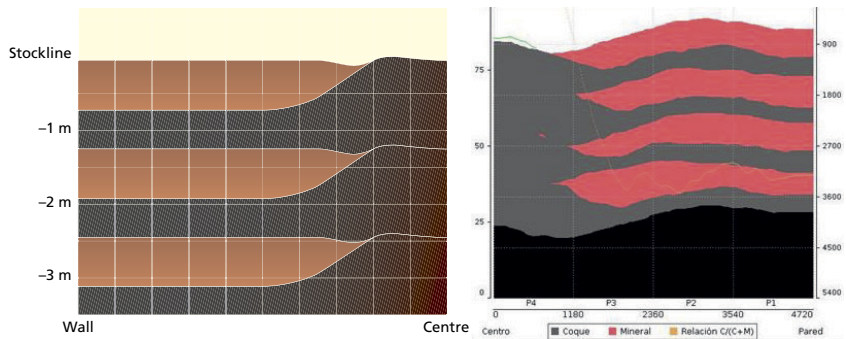 Stockline
–1 m
–2 m
–3 m
Wall
Centre
75
50
25
0
900
1800
2700
3600
4500
5400
P4
P3
P2
P1
0
1180
2360
3540
4720
Centro
Coque
Mineral
Relación C/(C+M)
Pared